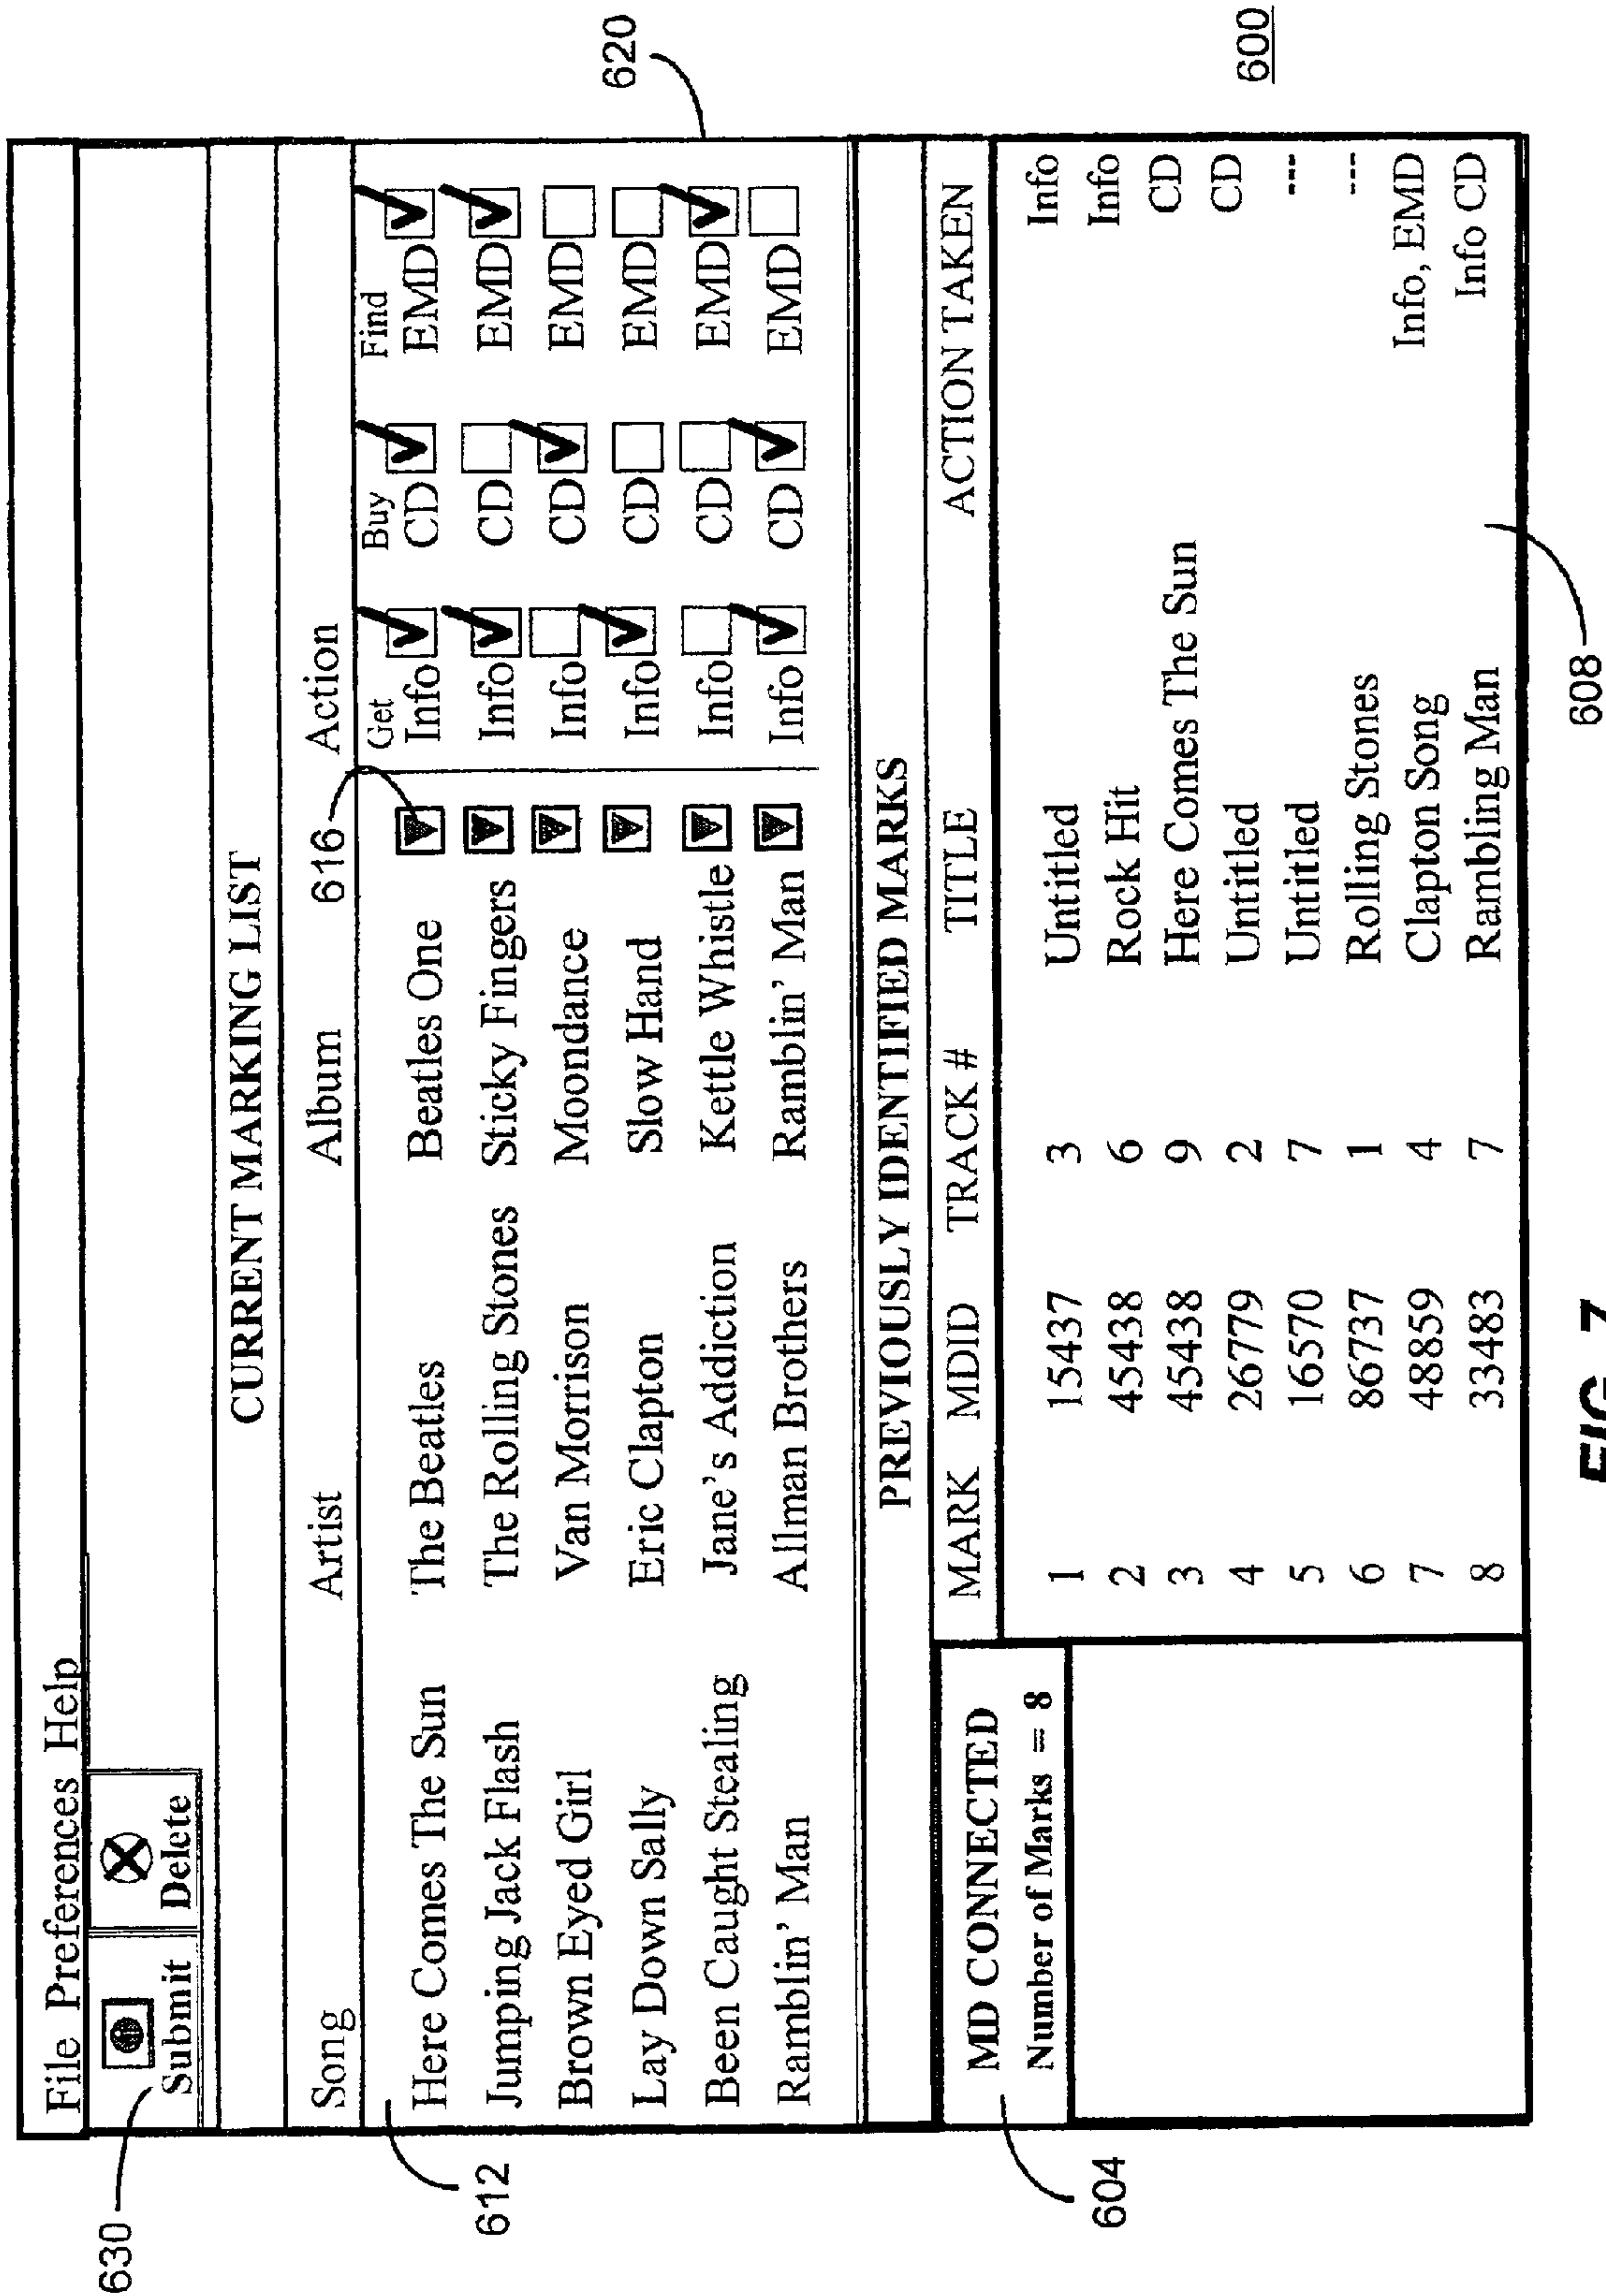 File Preferences Help
630
Submit Delete
CURRENT MARKING LIST
Song Artist Album 616 Action
612
Get Buy Find
Here Comes The Sun The Beatles Beatles One Info CD EMD
Jumping Jack Flash The Rolling Stones Sticky Fingers Info CD EMD
Brown Eyed Girl Van Morrison Moondance Info CD EMD
Lay Down Sally Eric Clapton Slow Hand Info CD EMD
Been Caught Stealing Jane's Addiction Kettle Whistle Info CD EMD
Ramblin' Man Allman Brothers Ramblin' Man Info CD EMD
620
PREVIOUSLY IDENTIFIED MARKS
604
MD CONNECTED
Number of Marks = 8
MARK MDID TRACK # TITLE ACTION TAKEN
1 15437 3 Untitled Info
2 45438 6 Rock Hit Info
3 45438 9 Here Comes The Sun CD
4 26779 2 Untitled CD
5 16570 7 Untitled ---
6 86737 1 Rolling Stones ---
7 48859 4 Clapton Song Info, EMD
8 33483 7 Rambling Man Info CD
608
600
FIG. 7